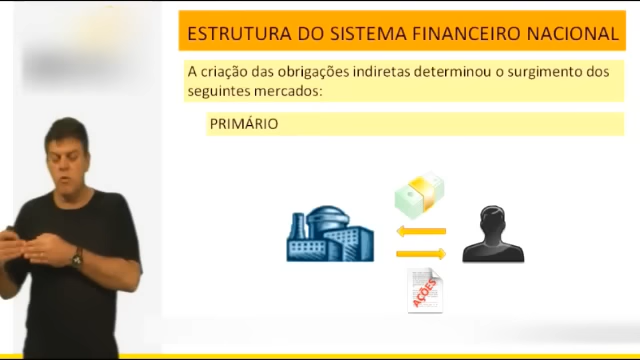 ESTRUTURA DO SISTEMA FINANCEIRO NACIONAL
A criação das obrigações indiretas determinou o surgimento dos
seguintes mercados:
PRIMÁRIO
AÇÕES